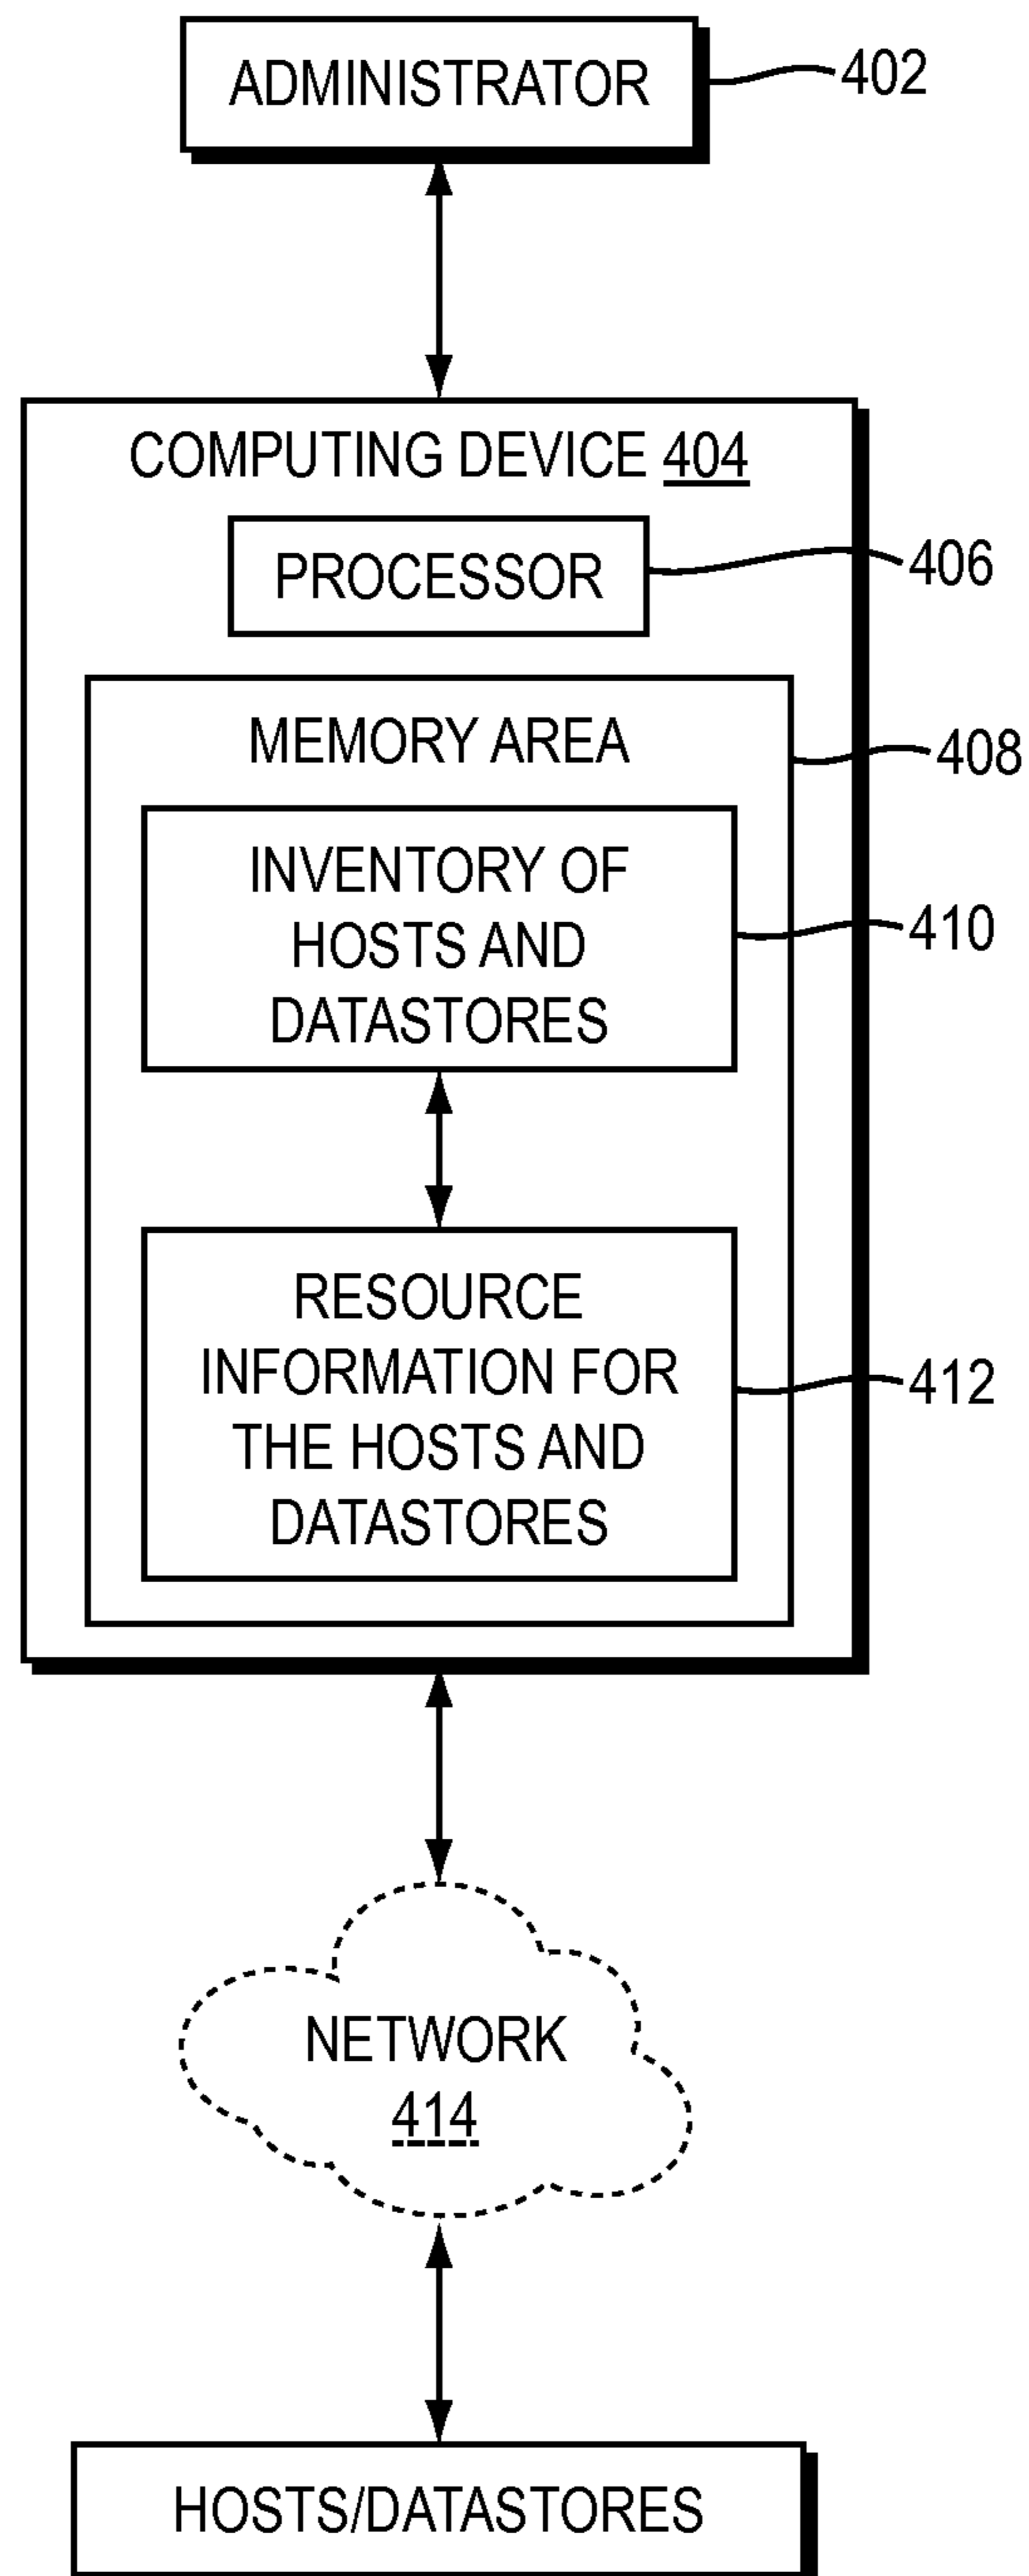 ADMINISTRATOR
402
COMPUTING DEVICE 404
PROCESSOR
406
MEMORY AREA
408
INVENTORY OF
HOSTS AND
DATASTORES
410
RESOURCE
INFORMATION FOR
THE HOSTS AND
DATASTORES
412
NETWORK
414
HOSTS/DATASTORES